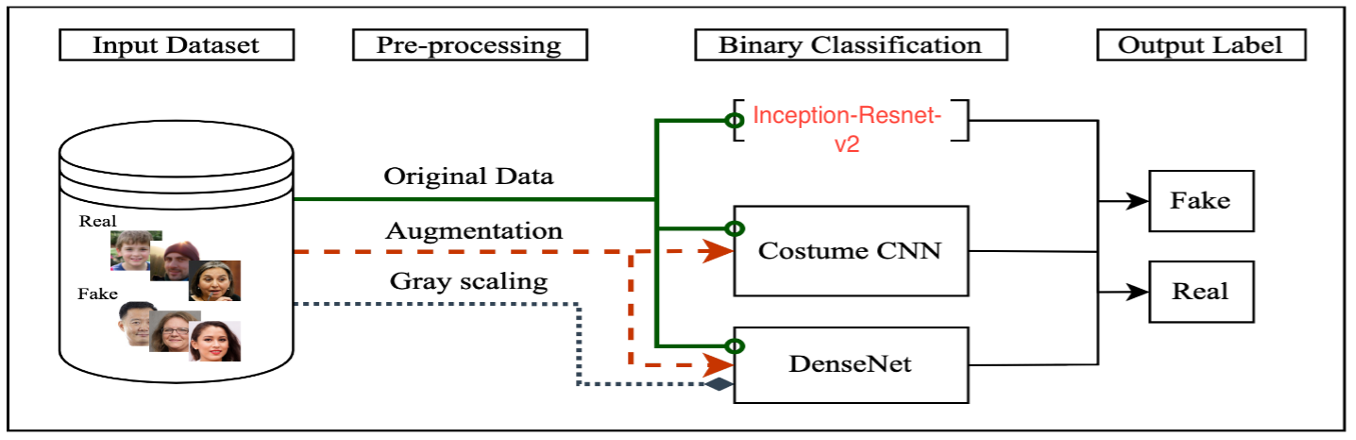 Input Dataset
Pre-processing
Binary Classification
Output Label
Inception-Resnet-
v2
Original Data
Fake
Real
Augmentation
Costume CNN
Gray scaling
Fake
Real
DenseNet